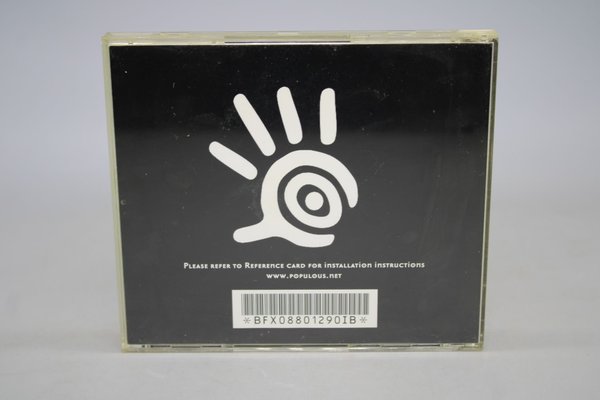 Please refer to Reference card for installation instructions
www.populous.net
*BFX08801290IB*